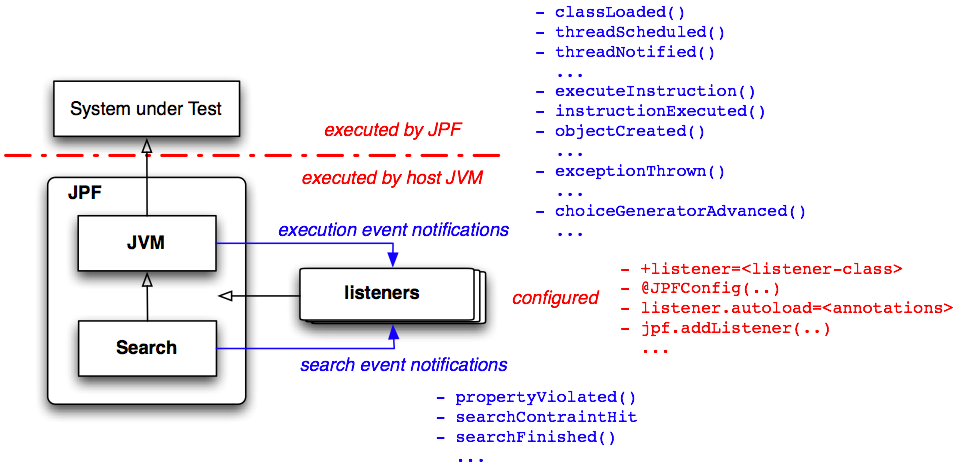 - classLoaded()
- threadScheduled()
- threadNotified()
...
- executeInstruction()
- instructionExecuted()
- objectCreated()
...
- exceptionThrown()
...
- choiceGeneratorAdvanced()
...
System under Test
executed by JPF
executed by host JVM
JPF
JVM
execution event notifications
listeners
configured
- +listener=<listener-class>
- @JPFConfig(..)
- listener.autoload=<annotations>
- jpf.addListener(..)
...
Search
search event notifications
- propertyViolated()
- searchContraintHit
- searchFinished()
...